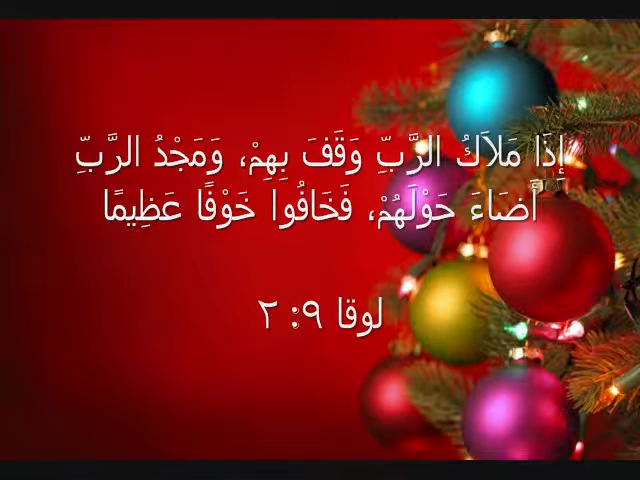 إِذَا مَلاَكُ الرَّبِّ وَقَفَ بِهِمْ، وَمَجْدُ الرَّبِّ
أَضَاءَ حَوْلَهُمْ، فَخَافُوا خَوْفًا عَظِيمًا
لوقا ٩: ٢